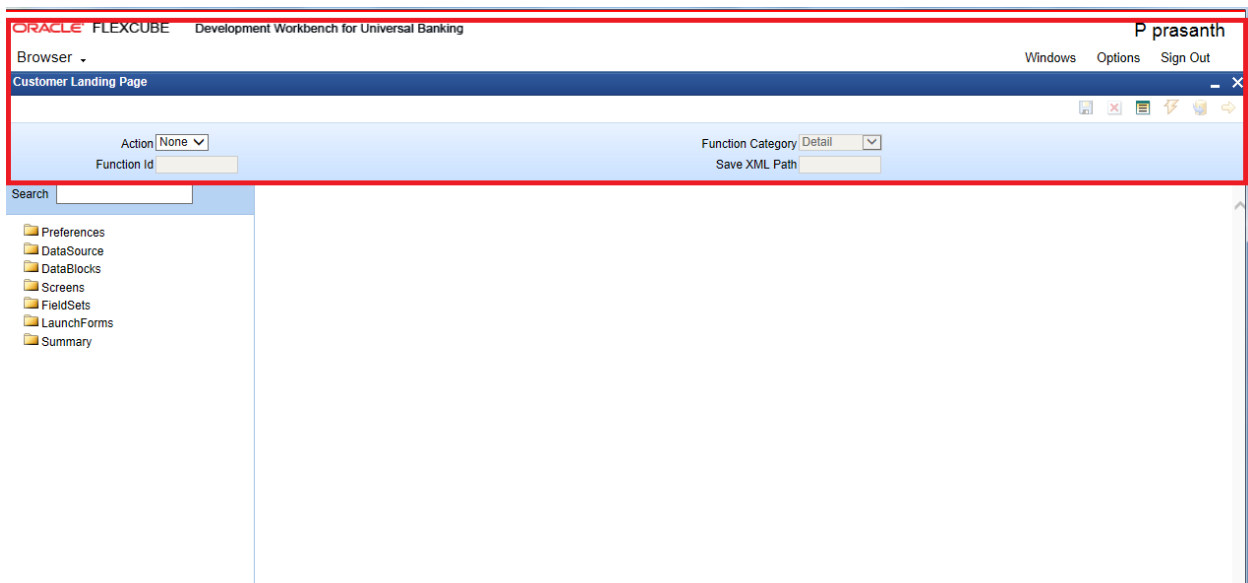 ORACLE FLEXCUBE Development Workbench for Universal Banking P prasanth
Browser Windows Options Sign Out
Customer Landing Page
Action None Function Category Detail
Function Id Save XML Path
Search
Preferences
DataSource
DataBlocks
Screens
FieldSets
LaunchForms
Summary